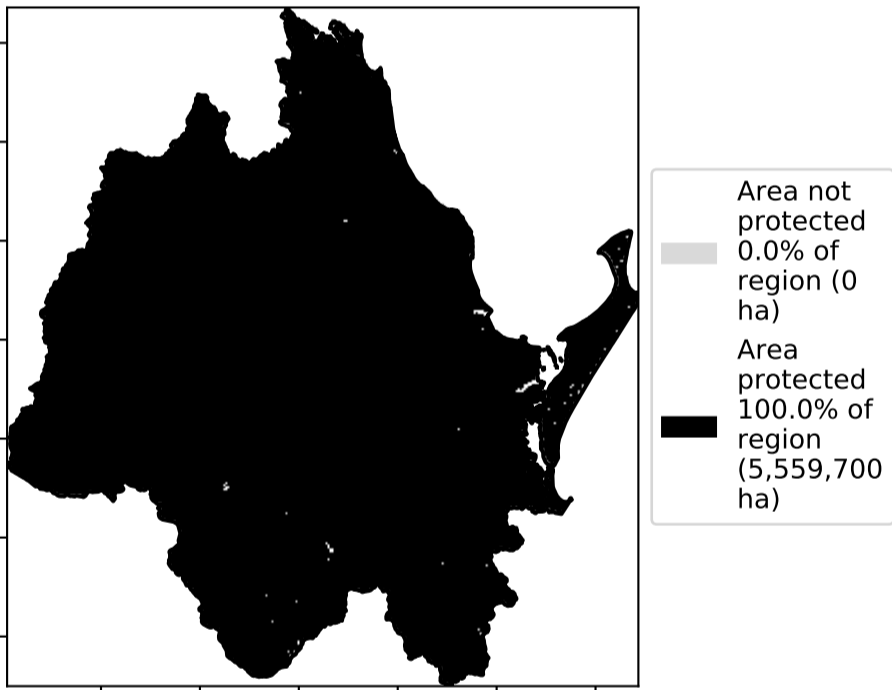 Area not
protected
0.0% of
region (0
ha)
Area
protected
100.0% of
region
(5,559,700
ha)